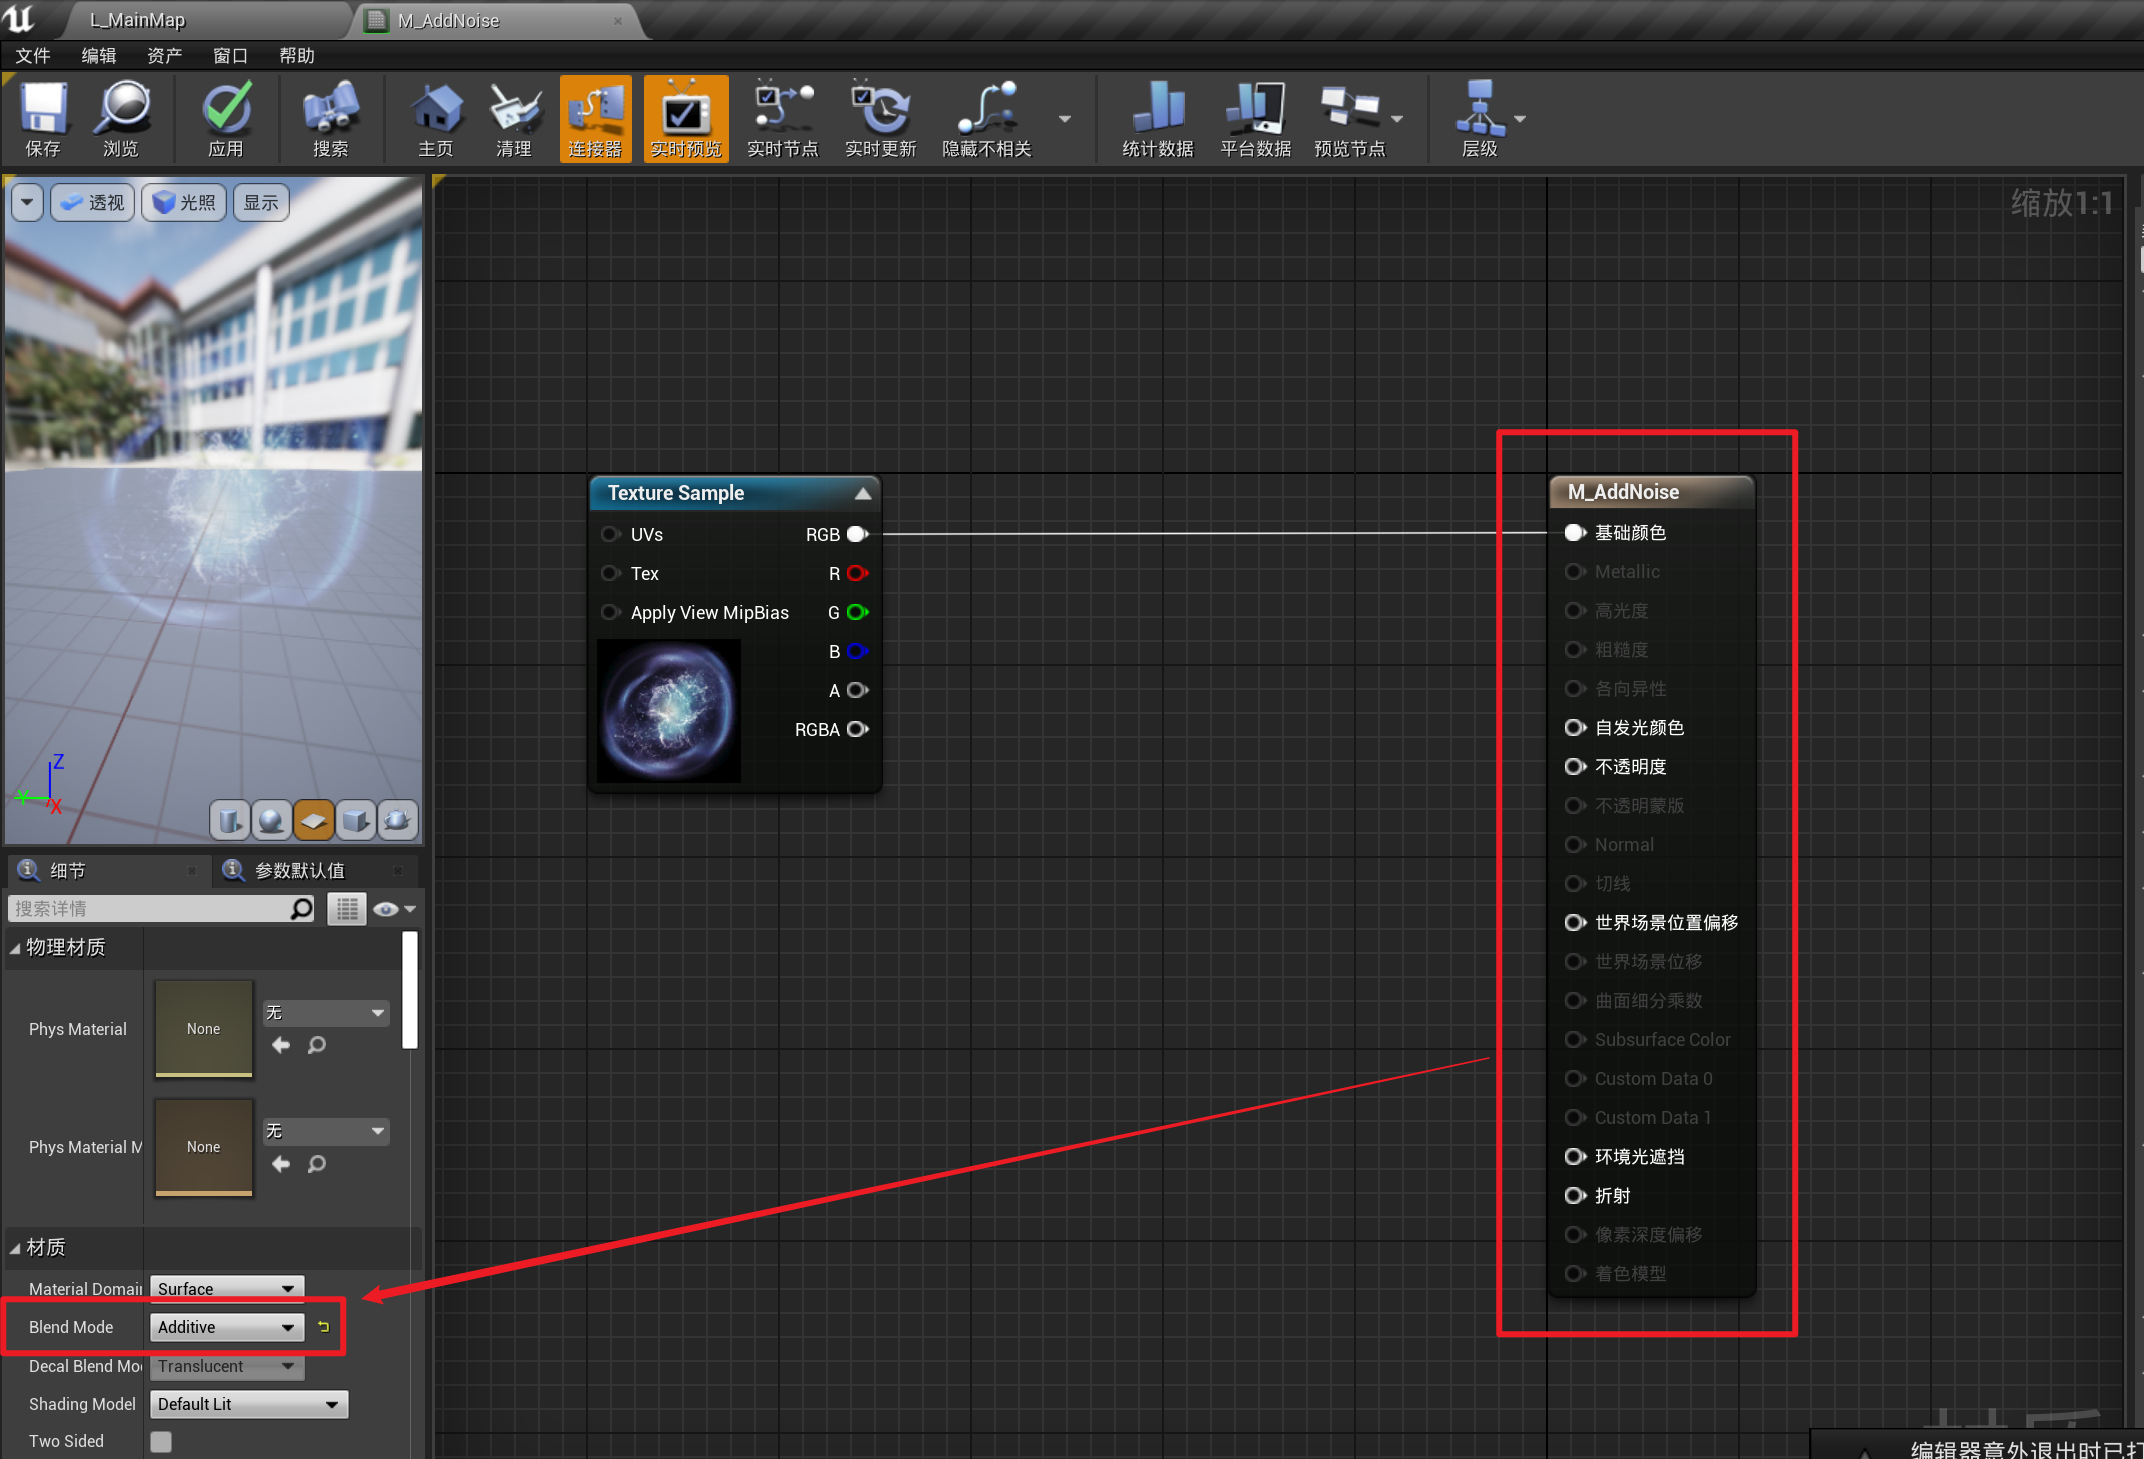 L_MainMap
M_AddNoise
文件 编辑 资产 窗口 帮助
保存 浏览 应用 搜索 主页 清理 连接器 实时预览 实时节点 实时更新 隐藏不相关 统计数据 平台数据 预览节点 层级
透视 光照 显示
缩放1:1
Z
Y
X
Texture Sample
UVs RGB
Tex R
Apply View MipBias G
B
A
RGBA
M_AddNoise
基础颜色
Metallic
高光度
粗糙度
各向异性
自发光颜色
不透明度
不透明蒙版
Normal
切线
世界场景位置偏移
世界场景位移
曲面细分乘数
Subsurface Color
Custom Data 0
Custom Data 1
环境光遮挡
折射
像素深度偏移
着色模型
细节 参数默认值
搜索详情
物理材质
Phys Material None 无
Phys Material M None 无
材质
Material Domai Surface
Blend Mode Additive
Decal Blend Mo Translucent
Shading Model Default Lit
Two Sided
编辑器意外退出时已打